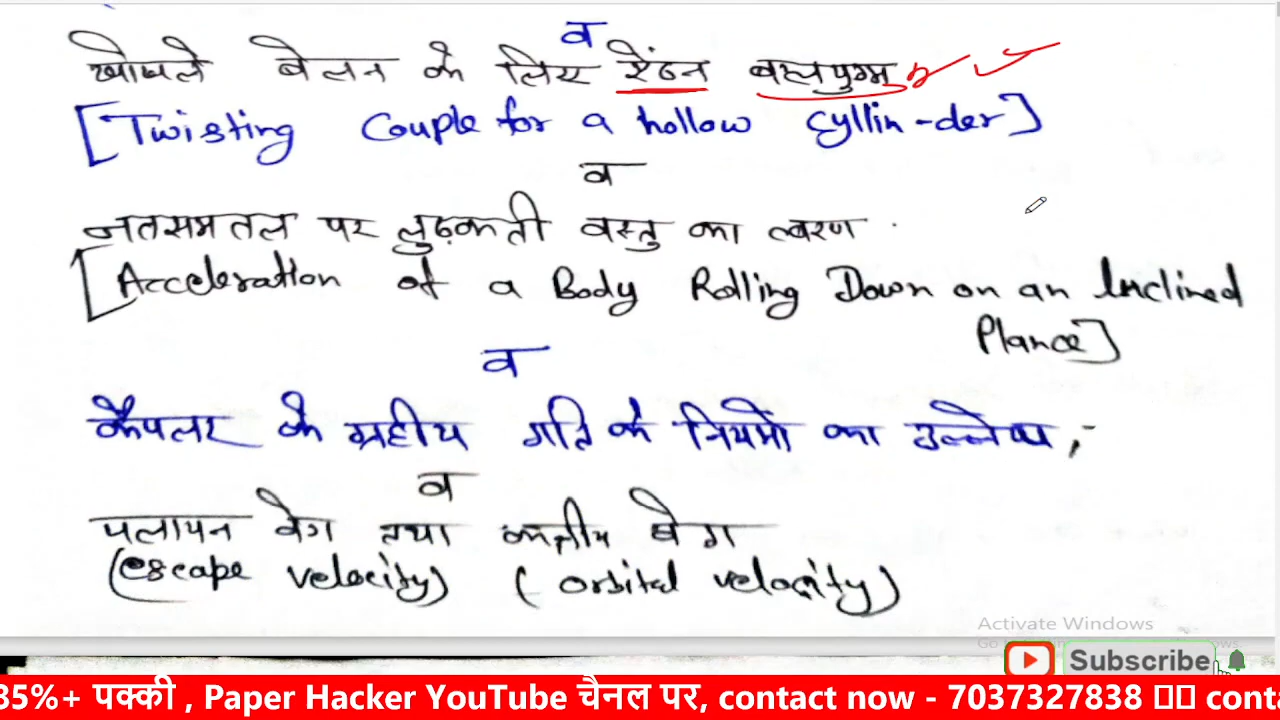 व
खोखले बेलन के लिए ऐंठन बलयुग्म
[Twisting Couple for a hollow Cyllin-der]
व
नतसमतल पर लुढ़कती वस्तु का त्वरण .
[Acceleration of a Body Rolling Down on an Inclined
Plance]
व
कैपलर के ग्रहीय गति के नियमों का उल्लेख,-
व
पलायन वेग तथा कक्षीय वेग
(escape velocity) (orbital velocity)
Activate Windows
Subscribe
85%+ पक्की , Paper Hacker YouTube चैनल पर, contact now - 7037327838 conta